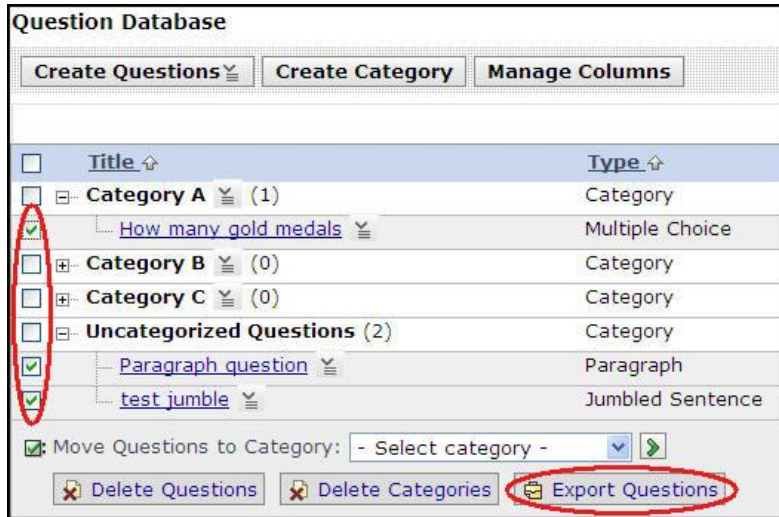 Question Database
Create Questions Create Category Manage Columns
Title Type
Category A (1) Category
How many gold medals Multiple Choice
Category B (0) Category
Category C (0) Category
Uncategorized Questions (2) Category
Paragraph question Paragraph
test jumble Jumbled Sentence
: Move Questions to Category: - Select category -
Delete Questions Delete Categories Export Questions